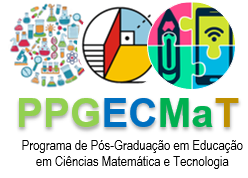 PPGECMaT
Programa de Pós-Graduação em Educação
em Ciências Matemática e Tecnologia